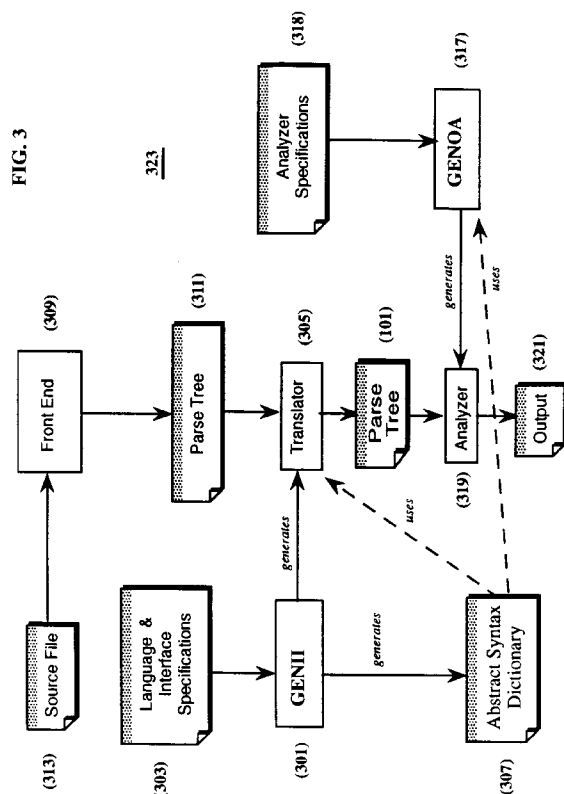 FIG. 3
323
(313)
Source File
Front End
(309)
(303)
Language &
Interface
Specifications
Parse Tree
(311)
Analyzer
Specifications
(318)
(301)
GENII
generates
Translator
(305)
generates
uses
Parse
Tree
(101)
(307)
Abstract Syntax
Dictionary
(319)
Analyzer
generates
uses
GENOA
(317)
Output
(321)